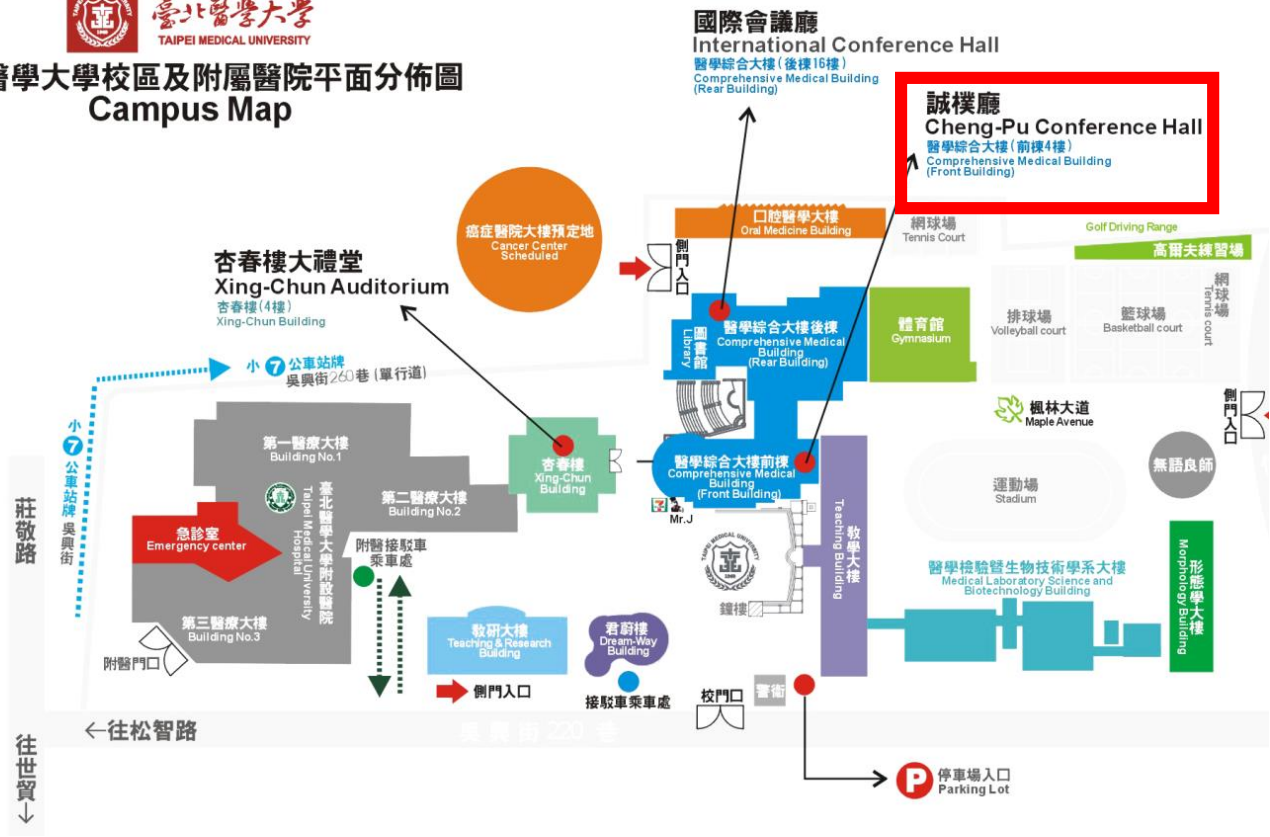 臺北醫學大學
TAIPEI MEDICAL UNIVERSITY
醫學大學校區及附屬醫院平面分佈圖
Campus Map
國際會議廳
International Conference Hall
醫學綜合大樓(後棟16樓)
Comprehensive Medical Building
(Rear Building)
誠樸廳
Cheng-Pu Conference Hall
醫學綜合大樓(前棟4樓)
Comprehensive Medical Building
(Front Building)
癌症醫院大樓預定地
Cancer Center
Scheduled
口腔醫學大樓
Oral Medicine Building
側門入口
網球場
Tennis Court
Golf Driving Range
高爾夫練習場
杏春樓大禮堂
Xing-Chun Auditorium
杏春樓(4樓)
Xing-Chun Building
圖書館
Library
醫學綜合大樓後棟
Comprehensive Medical
Building
(Rear Building)
體育館
Gymnasium
排球場
Volleyball court
籃球場
Basketball court
網球場
Tennis court
小 7 公車站牌
吳興街260巷 (單行道)
小 7 公車站牌 吳興街
楓林大道
Maple Avenue
側門入口
第一醫療大樓
Building No.1
臺北醫學大學附設醫院
Taipei Medical University
Hospital
第二醫療大樓
Building No.2
杏春樓
Xing-Chun
Building
醫學綜合大樓前棟
Comprehensive Medical
Building
(Front Building)
7
Mr.J
無語良師
運動場
Stadium
莊敬路
急診室
Emergency center
附醫接駁車
乘車處
TAIPEI MEDICAL UNIVERSITY
1960
鐘樓
教學大樓
Teaching Building
醫學檢驗暨生物技術學系大樓
Medical Laboratory Science and
Biotechnology Building
形態學大樓
Morphology Building
第三醫療大樓
Building No.3
附醫門口
教研大樓
Teaching & Research
Building
君蔚樓
Dream-Way
Building
側門入口
接駁車乘車處
校門口
警衛
←往松智路
吳興街220巷
往世貿↓
P
停車場入口
Parking Lot